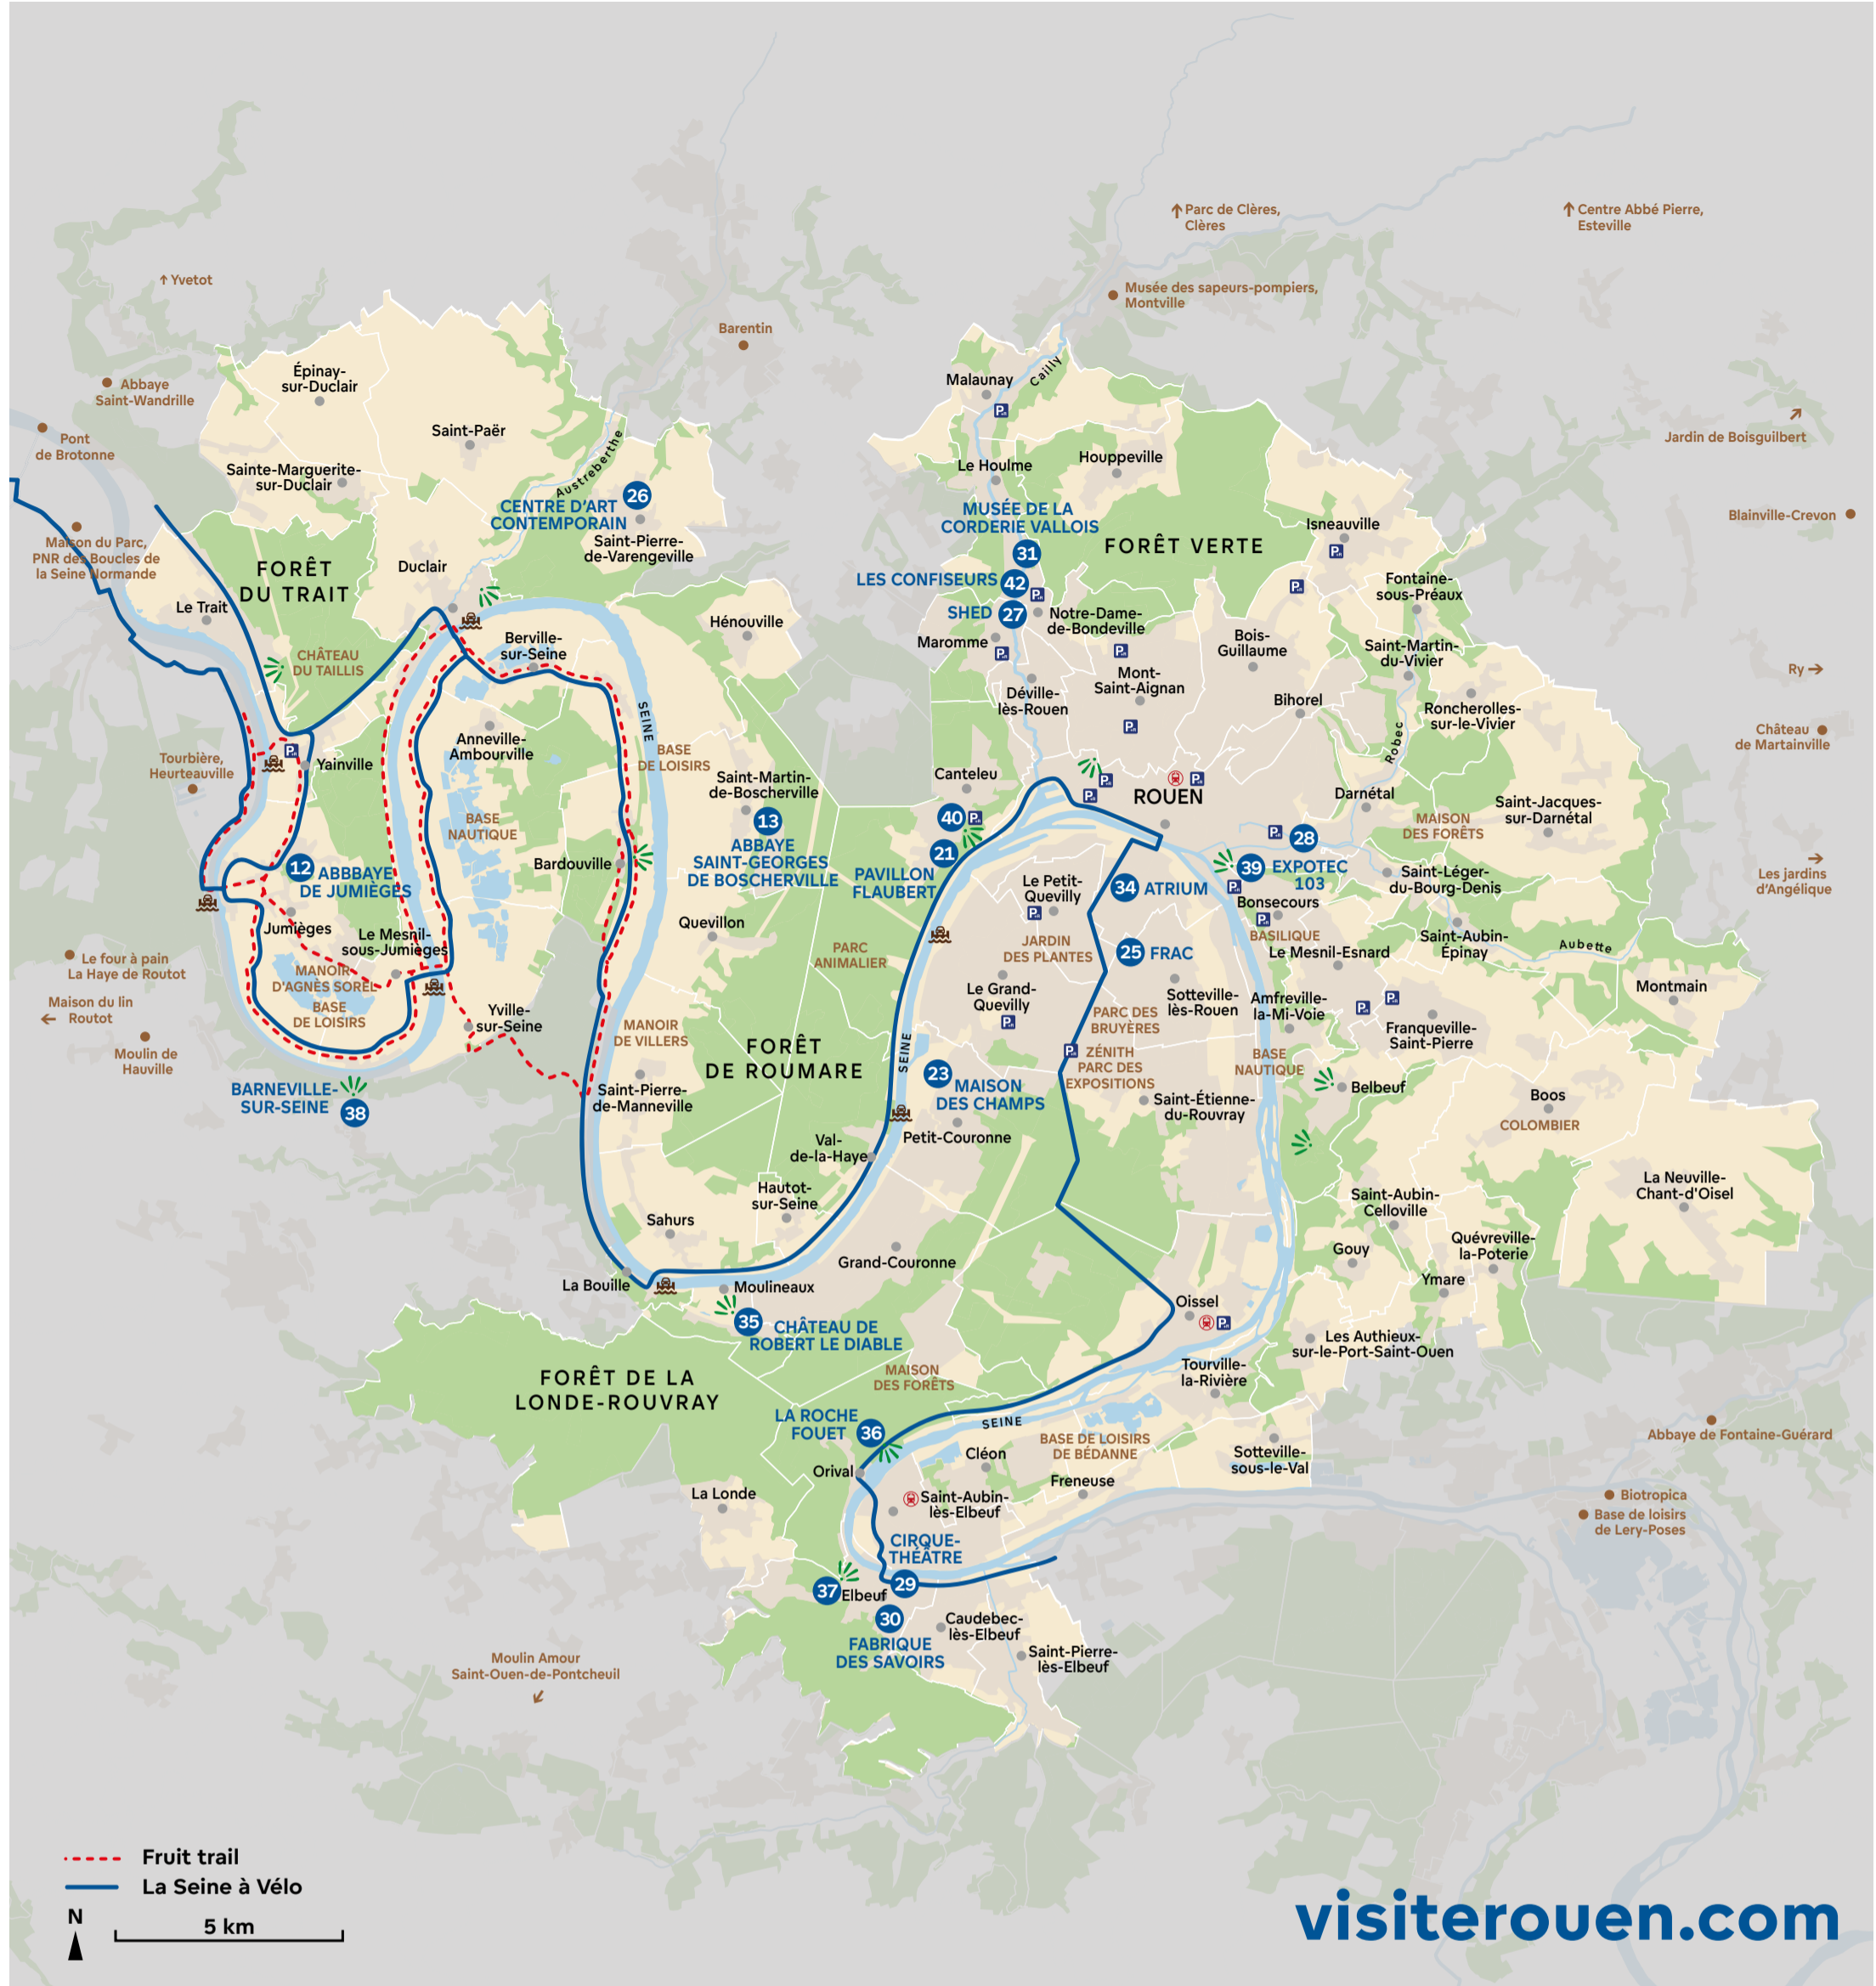 ↑ Parc de Clères,
Clères
↑ Centre Abbé Pierre,
Esteville
↑ Yvetot
Musée des sapeurs-pompiers,
Montville
Barentin
Abbaye
Saint-Wandrille
Pont
de Brotonne
Épinay-
sur-Duclair
Saint-Paër
Sainte-Marguerite-
sur-Duclair
Austreberthe
26
CENTRE D'ART
CONTEMPORAIN
Saint-Pierre-
de-Varengeville
Malaunay
Cailly
P+R
Le Houlme
Houppeville
Jardin de Boisguilbert
Blainville-Crevon
MUSÉE DE LA
CORDERIE VALLOIS
31
FORÊT VERTE
Isneauville
P+R
P+R
LES CONFISEURS
42
P+R
SHED
27
Notre-Dame-
de-Bondeville
Maromme
P+R
P+R
Fontaine-
sous-Préaux
Bois-
Guillaume
Saint-Martin-
du-Vivier
Mont-
Saint-Aignan
P+R
Déville-
lès-Rouen
Bihorel
Roncherolles-
sur-le-Vivier
Robec
Ry →
Château
de Martainville
Maison du Parc,
PNR des Boucles de
la Seine Normande
FORÊT
DU TRAIT
Duclair
Le Trait
CHÂTEAU
DU TAILLIS
Berville-
sur-Seine
Hénouville
SEINE
P+R
Yainville
Tourbière,
Heurteauville
Anneville-
Ambourville
BASE
DE LOISIRS
BASE
NAUTIQUE
Saint-Martin-
de-Boscherville
13
ABBAYE
SAINT-GEORGES
DE BOSCHERVILLE
Bardouville
12
ABBBAYE
DE JUMIÈGES
Jumièges
Le Mesnil-
sous-Jumièges
MANOIR
D'AGNÈS SOREL
BASE
DE LOISIRS
Yville-
sur-Seine
Quevillon
Canteleu
40
P+R
21
PAVILLON
FLAUBERT
PARC
ANIMALIER
P+R
P+R
P+R
ROUEN
Darnétal
P+R
28
39
EXPOTEC
103
P+R
Bonsecours
P+R
BASILIQUE
MAISON
DES FORÊTS
Saint-Jacques-
sur-Darnétal
Les jardins
d'Angélique
Saint-Léger-
du-Bourg-Denis
Le Mesnil-Esnard
Saint-Aubin-
Épinay
Aubette
Montmain
Le Petit-
Quevilly
P+R
34
ATRIUM
JARDIN
DES PLANTES
25
FRAC
Le Grand-
Quevilly
P+R
Sotteville-
lès-Rouen
Amfreville-
la-Mi-Voie
P+R
P+R
Franqueville-
Saint-Pierre
PARC DES
BRUYÈRES
P+R
ZÉNITH
PARC DES
EXPOSITIONS
BASE
NAUTIQUE
Belbeuf
Saint-Étienne-
du-Rouvray
Boos
COLOMBIER
Le four à pain
La Haye de Routot
Maison du lin
Routot
Moulin de
Hauville
BARNEVILLE-
SUR-SEINE
38
MANOIR
DE VILLERS
Saint-Pierre-
de-Manneville
FORÊT
DE ROUMARE
SEINE
23
MAISON
DES CHAMPS
Petit-Couronne
Val-
de-la-Haye
Hautot-
sur-Seine
Sahurs
Grand-Couronne
La Bouille
Moulineaux
35
CHÂTEAU DE
ROBERT LE DIABLE
Saint-Aubin-
Celloville
La Neuville-
Chant-d'Oisel
Gouy
Quévreville-
la-Poterie
Ymare
Oissel
P+R
Les Authieux-
sur-le-Port-Saint-Ouen
Tourville-
la-Rivière
FORÊT DE LA
LONDE-ROUVRAY
MAISON
DES FORÊTS
LA ROCHE
FOUET
36
SEINE
BASE DE LOISIRS
DE BÉDANNE
Cléon
Orival
Freneuse
Sotteville-
sous-le-Val
La Londe
Saint-Aubin-
lès-Elbeuf
CIRQUE-
THÉÂTRE
37
Elbeuf
29
30
FABRIQUE
DES SAVOIRS
Caudebec-
lès-Elbeuf
Saint-Pierre-
lès-Elbeuf
Abbaye de Fontaine-Guérard
Biotropica
Base de loisirs
de Lery-Poses
Moulin Amour
Saint-Ouen-de-Pontcheuil
Fruit trail
La Seine à Vélo
N
5 km
visiterouen.com